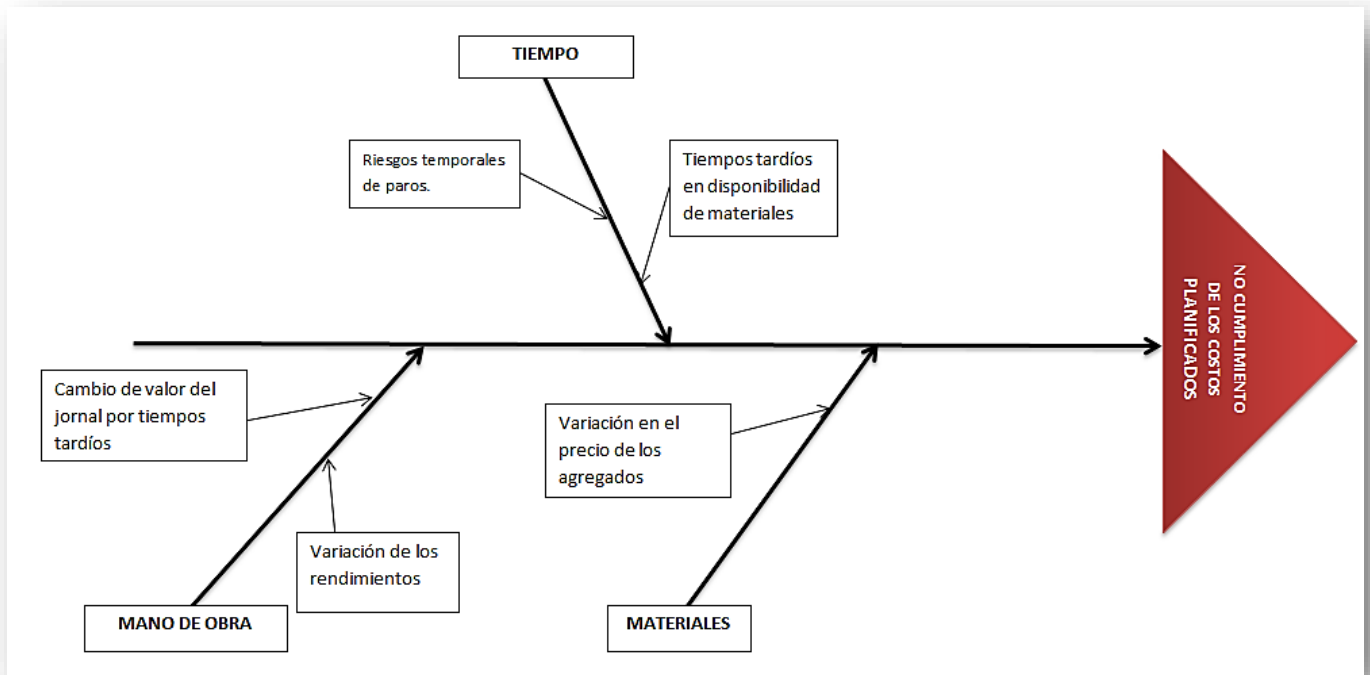 TIEMPO
Riesgos temporales
de paros.
Tiempos tardíos
en disponibilidad
de materiales
NO CUMPLIMIENTO
DE LOS COSTOS
PLANIFICADOS
Cambio de valor del
jornal por tiempos
tardíos
Variación en el
precio de los
agregados
Variación de los
rendimientos
MANO DE OBRA
MATERIALES